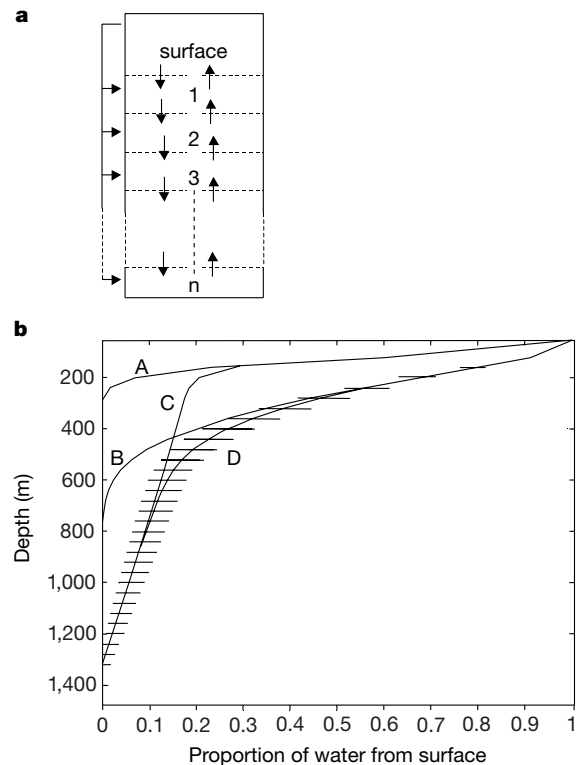 a
surface
1
2
3
n
b
A
C
B
D
200
400
600
800
1,000
1,200
1,400
Depth (m)
0 0.1 0.2 0.3 0.4 0.5 0.6 0.7 0.8 0.9 1
Proportion of water from surface